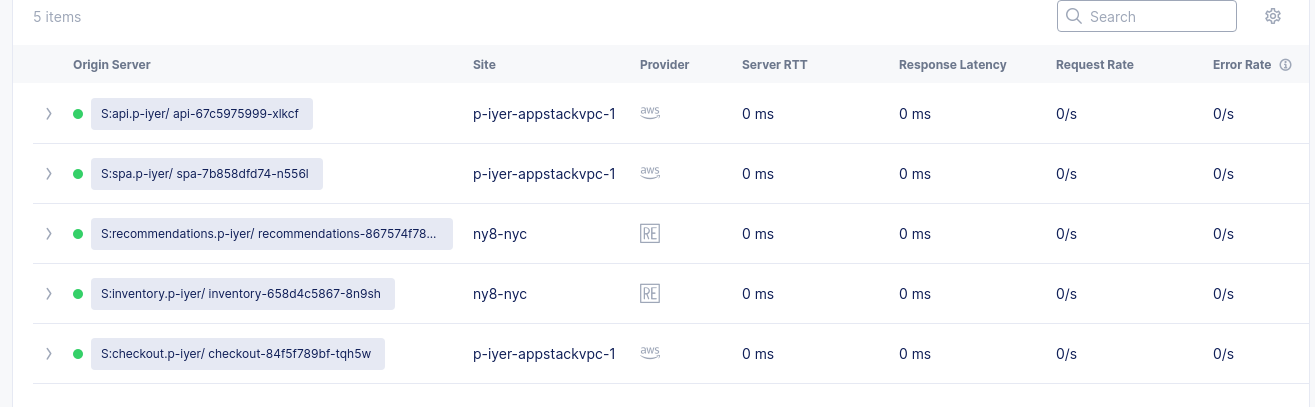 5 items
Search
Origin Server Site Provider Server RTT Response Latency Request Rate Error Rate
S:api.p-iyer/ api-67c5975999-xlkcf p-iyer-appstackvpc-1 aws 0 ms 0 ms 0/s 0/s
S:spa.p-iyer/ spa-7b858dfd74-n556l p-iyer-appstackvpc-1 aws 0 ms 0 ms 0/s 0/s
S:recommendations.p-iyer/ recommendations-867574f78... ny8-nyc RE 0 ms 0 ms 0/s 0/s
S:inventory.p-iyer/ inventory-658d4c5867-8n9sh ny8-nyc RE 0 ms 0 ms 0/s 0/s
S:checkout.p-iyer/ checkout-84f5f789bf-tqh5w p-iyer-appstackvpc-1 aws 0 ms 0 ms 0/s 0/s